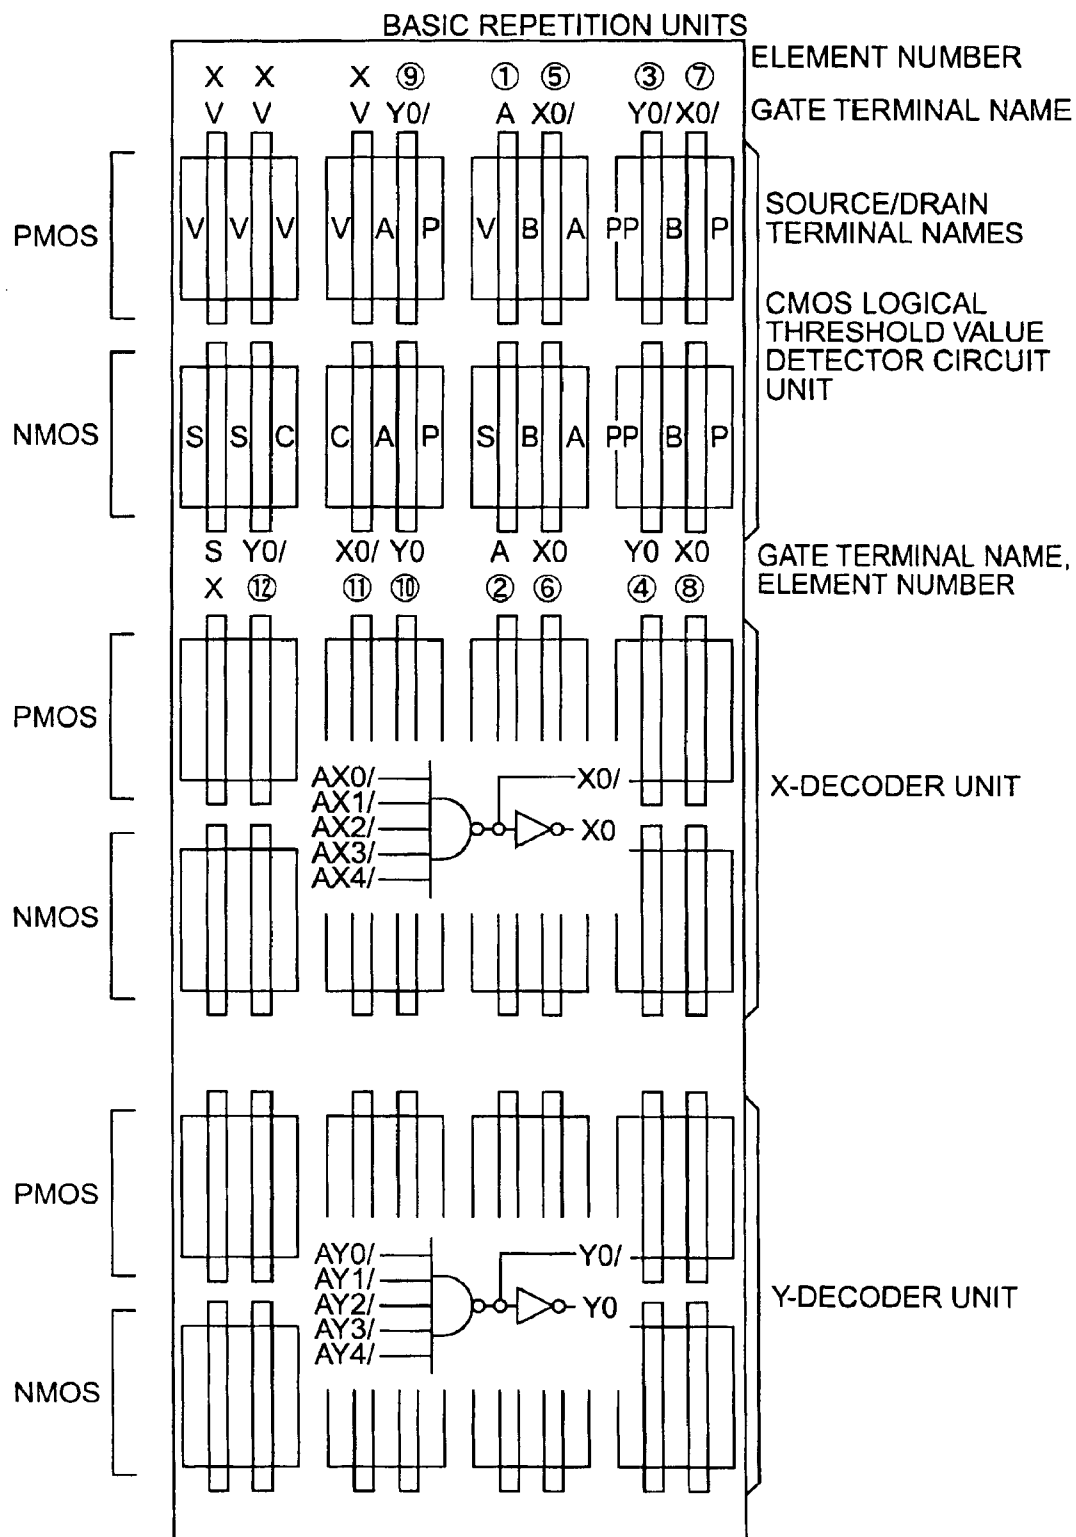 BASIC REPETITION UNITS
X X X ⑨ ① ⑤ ③ ⑦ ELEMENT NUMBER
V V V Y0/ A X0/ Y0/ X0/ GATE TERMINAL NAME
PMOS
V V V V A P V B A PP B P
SOURCE/DRAIN
TERMINAL NAMES
CMOS LOGICAL
THRESHOLD VALUE
DETECTOR CIRCUIT
UNIT
NMOS
S S C C A P S B A PP B P
S Y0/ X0/ Y0 A X0 Y0 X0 GATE TERMINAL NAME,
X ⑫ ⑪ ⑩ ② ⑥ ④ ⑧ ELEMENT NUMBER
PMOS
AX0/ X0/
AX1/
AX2/ X0
AX3/
AX4/
X-DECODER UNIT
NMOS
PMOS
AY0/ Y0/
AY1/
AY2/ Y0
AY3/
AY4/
Y-DECODER UNIT
NMOS